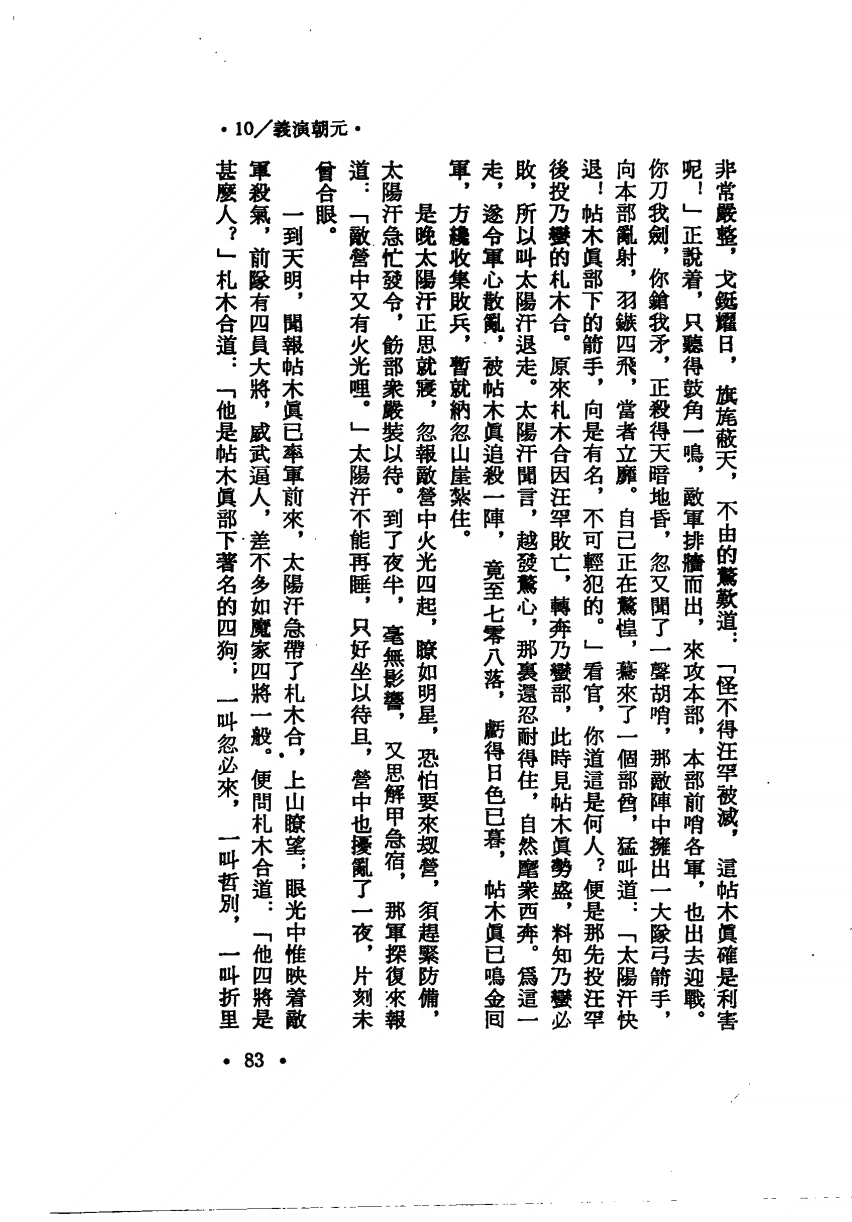 •10／義演朝元•
非常嚴整，戈鋋耀日，旗旄蔽天，不由的驚歎道：「怪不得汪罕被滅，這帖木眞確是利害
呢！」正說着，只聽得鼓角一鳴，敵軍排牆而出，來攻本部，本部前哨各軍，也出去迎戰。
你刀我劍，你鎗我矛，正殺得天暗地昏，忽又聞了一聲胡哨，那敵陣中擁出一大隊弓箭手，
向本部亂射，羽鏃四飛，當者立靡。自己正在驚惶，驀來了一個部酋，猛叫道：「太陽汗快
退！帖木眞部下的箭手，向是有名，不可輕犯的。」看官，你道這是何人？便是那先投汪罕
後投乃蠻的札木合。原來札木合因汪罕敗亡，轉奔乃蠻部，此時見帖木眞勢盛，料知乃蠻必
敗，所以叫太陽汗退走。太陽汗聞言，越發驚心，那裏還忍耐得住，自然麾衆西奔。爲這一
走，遂令軍心散亂，被帖木眞追殺一陣，竟至七零八落，虧得日色已暮，帖木眞已鳴金回
軍，方纔收集敗兵，暫就納忽山崖紮住。
是晚太陽汗正思就寢，忽報敵營中火光四起，瞭如明星，恐怕要來刼營，須趕緊防備，
太陽汗急忙發令，飭部衆嚴裝以待。到了夜半，毫無影響，又思解甲急宿，那軍探復來報
道：「敵營中又有火光哩。」太陽汗不能再睡，只好坐以待旦，營中也擾亂了一夜，片刻未
曾合眼。
一到天明，聞報帖木眞已率軍前來，太陽汗急帶了札木合，上山瞭望；眼光中惟映着敵
軍殺氣，前隊有四員大將，威武逼人，差不多如魔家四將一般。便問札木合道：「他四將是
甚麼人？」札木合道：「他是帖木眞部下著名的四狗；一叫忽必來，一叫哲別，一叫折里
•83•